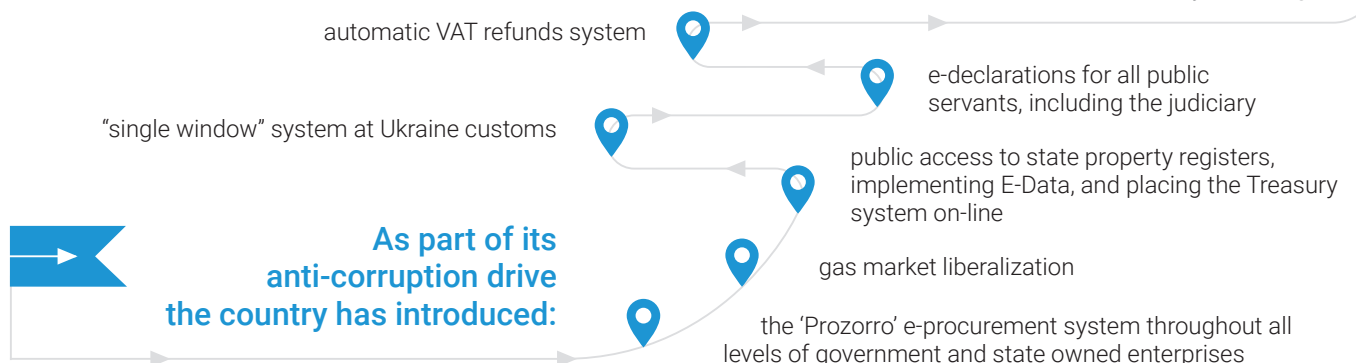 automatic VAT refunds system
e-declarations for all public
servants, including the judiciary
“single window” system at Ukraine customs
public access to state property registers,
implementing E-Data, and placing the Treasury
system on-line
As part of its
anti-corruption drive
the country has introduced:
gas market liberalization
the ‘Prozorro’ e-procurement system throughout all
levels of government and state owned enterprises